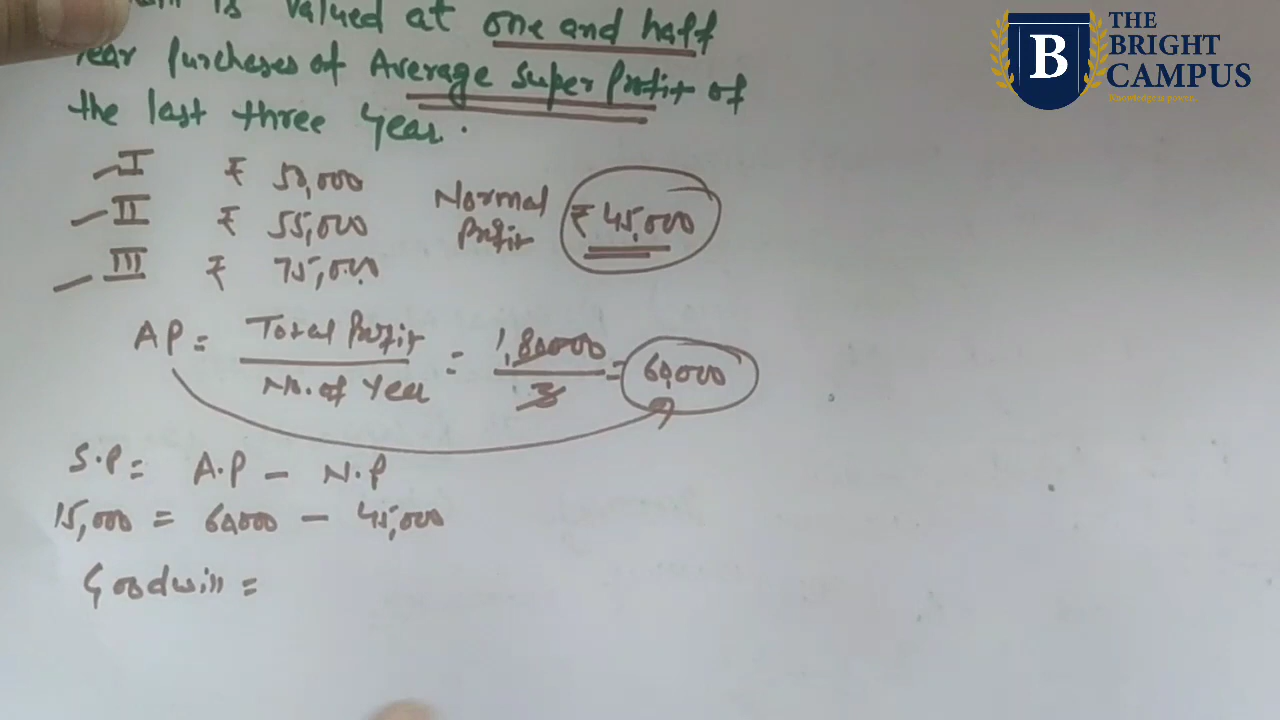 is valued at one and half
year purchases of Average super profit of
the last three year.
I ₹ 50,000
II ₹ 55,000
III ₹ 75,000
Normal Profit ₹ 45,000
AP = Total Profit / No. of Year = 1,80000 / 3 = 60,000
S.P = A.P - N.P
15,000 = 60,000 - 45,000
Goodwill =
THE
BRIGHT
CAMPUS
B